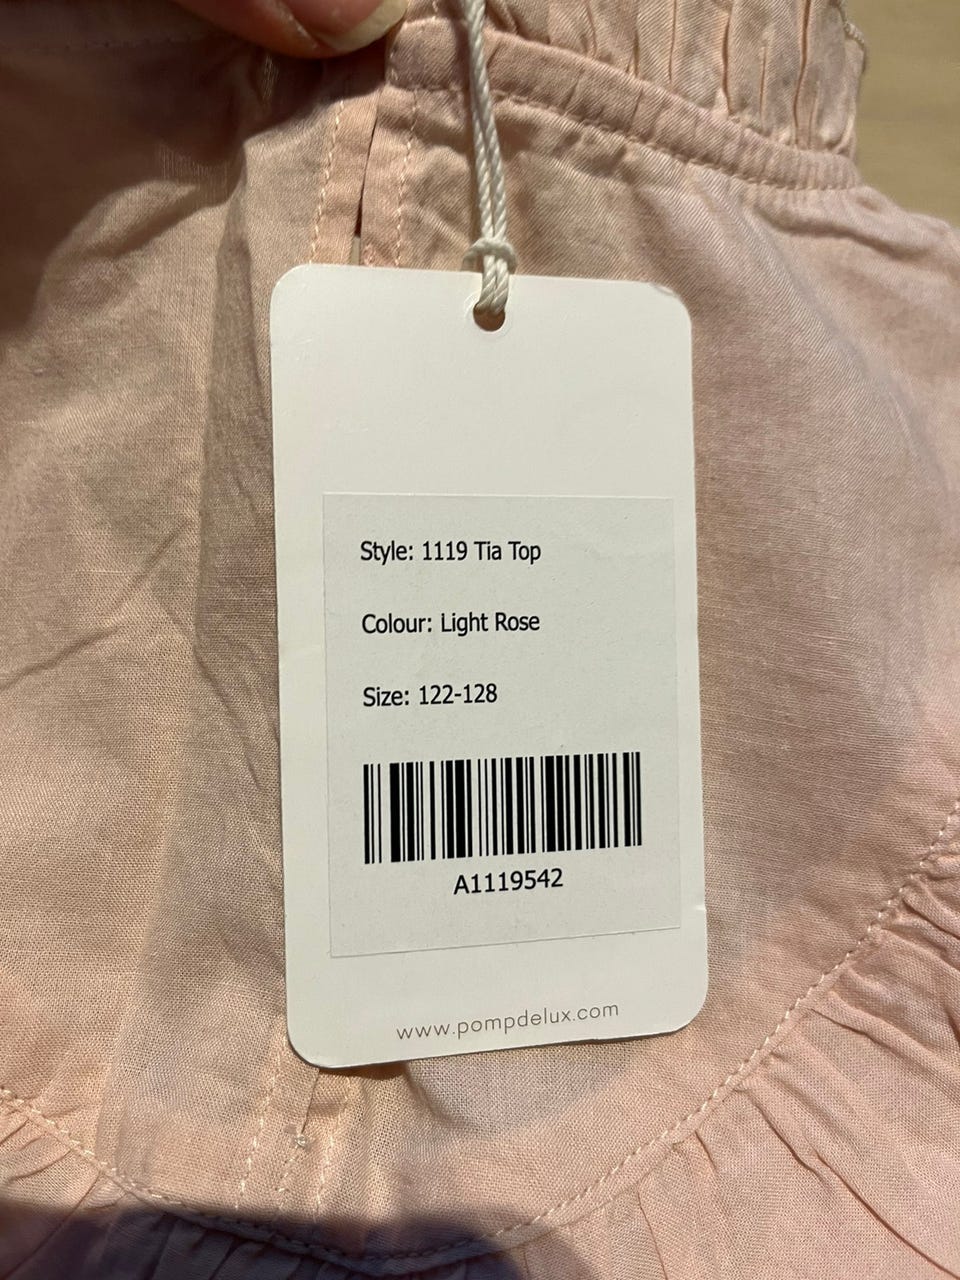 Style: 1119 Tia Top
Colour: Light Rose
Size: 122-128
A1119542
www.pompdelux.com